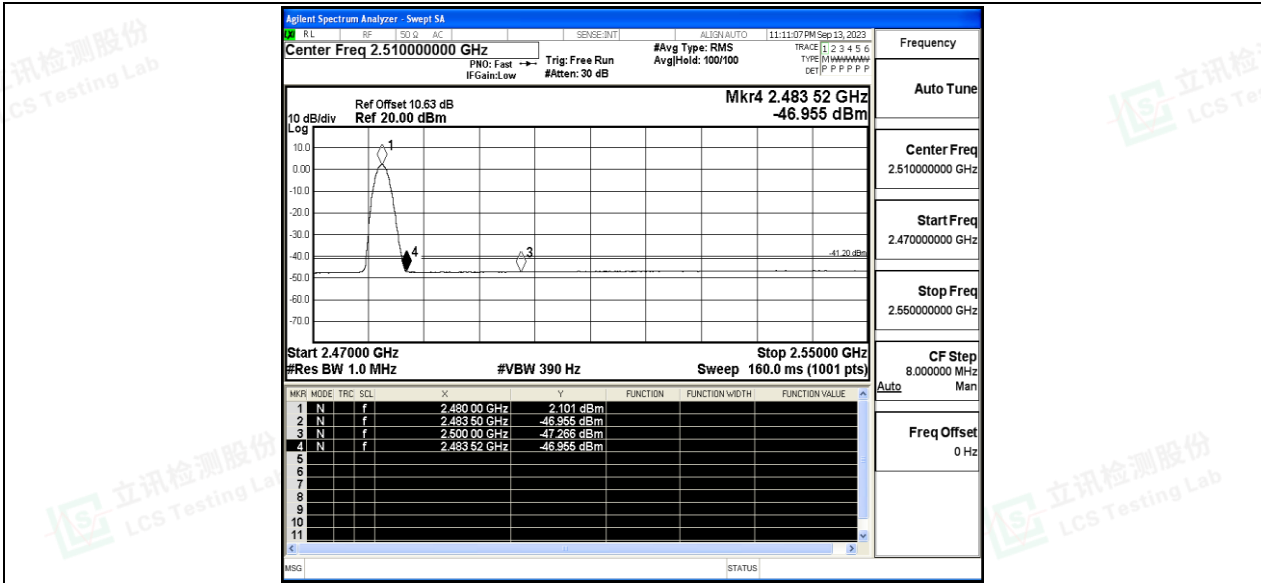 Agilent Spectrum Analyzer - Swept SA
RL RF 50 Ω AC SENSE:INT ALIGN AUTO 11:11:07 PM Sep 13, 2023
Center Freq 2.510000000 GHz
PNO: Fast
IFGain:Low
Trig: Free Run
#Atten: 30 dB
#Avg Type: RMS
Avg|Hold: 100/100
TRACE 1 2 3 4 5 6
TYPE M WWWWW
DET P P P P P P
Frequency
Auto Tune
Center Freq
2.510000000 GHz
Start Freq
2.470000000 GHz
Stop Freq
2.550000000 GHz
CF Step
8.000000 MHz
Auto Man
Freq Offset
0 Hz
Mkr4 2.483 52 GHz
-46.955 dBm
Ref Offset 10.63 dB
10 dB/div Ref 20.00 dBm
Log
10.0
0.00
-10.0
-20.0
-30.0
-40.0
-50.0
-60.0
-70.0
1
4
3
-41.20 dBm
Start 2.47000 GHz Stop 2.55000 GHz
#Res BW 1.0 MHz #VBW 390 Hz Sweep 160.0 ms (1001 pts)
MKR MODE TRC SCL X Y FUNCTION FUNCTION WIDTH FUNCTION VALUE
1 N f 2.480 00 GHz 2.101 dBm
2 N f 2.483 50 GHz -46.955 dBm
3 N f 2.500 00 GHz -47.266 dBm
4 N f 2.483 52 GHz -46.955 dBm
5
6
7
8
9
10
11
MSG STATUS
立讯检测股份
LCS Testing Lab